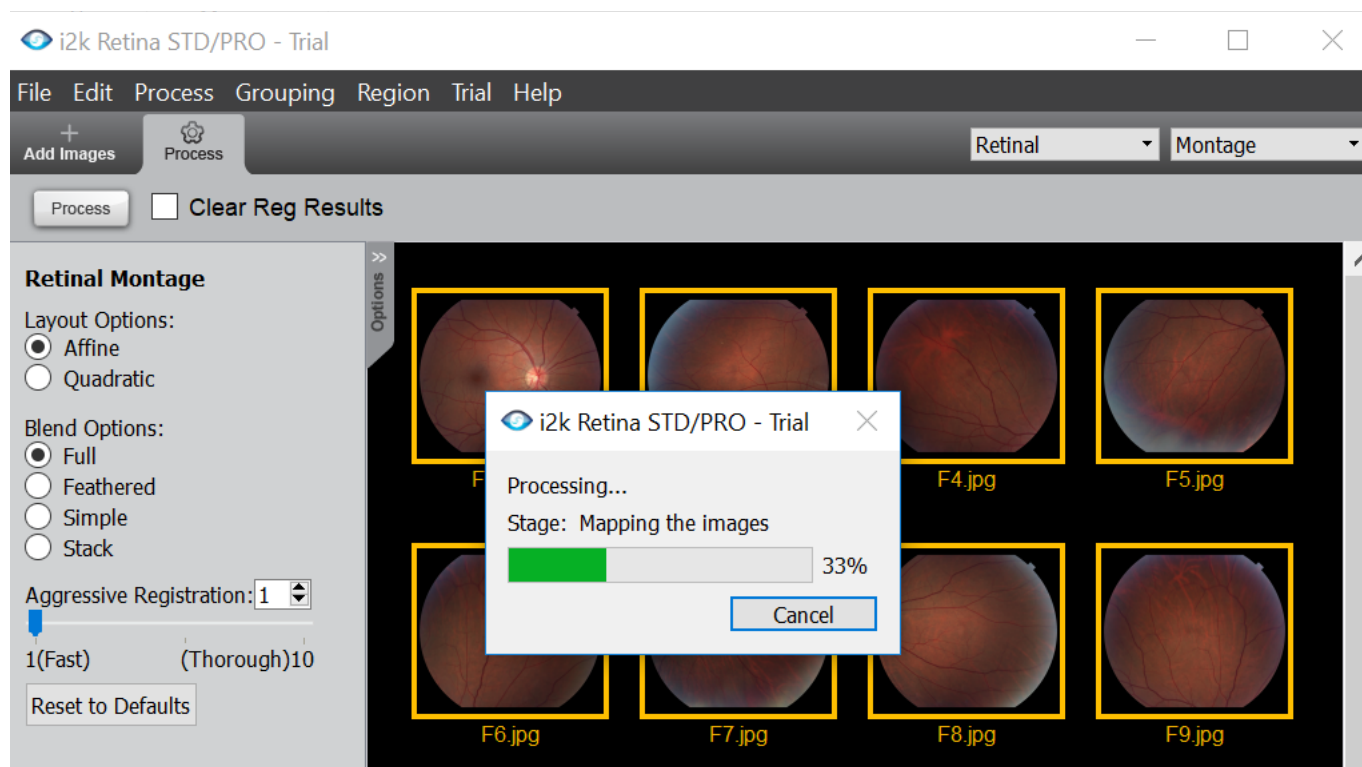 i2k Retina STD/PRO - Trial
File Edit Process Grouping Region Trial Help
Add Images
Process
Retinal
Montage
Process
Clear Reg Results
Retinal Montage
Layout Options:
Affine
Quadratic
Blend Options:
Full
Feathered
Simple
Stack
Aggressive Registration: 1
1(Fast) (Thorough)10
Reset to Defaults
Options
i2k Retina STD/PRO - Trial
Processing...
Stage: Mapping the images
33%
Cancel
F
F4.jpg
F5.jpg
F6.jpg
F7.jpg
F8.jpg
F9.jpg